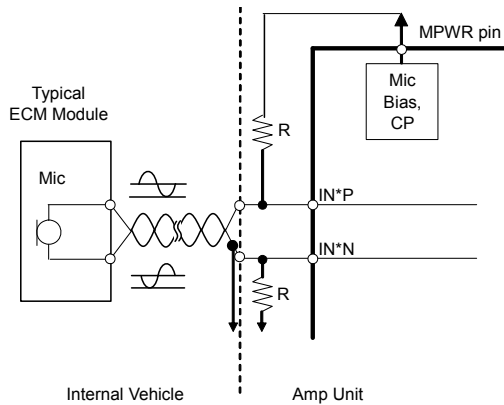 MPWR pin
Typical
ECM Module
Mic
Bias,
CP
R
Mic
IN*P
IN*N
R
Internal Vehicle
Amp Unit